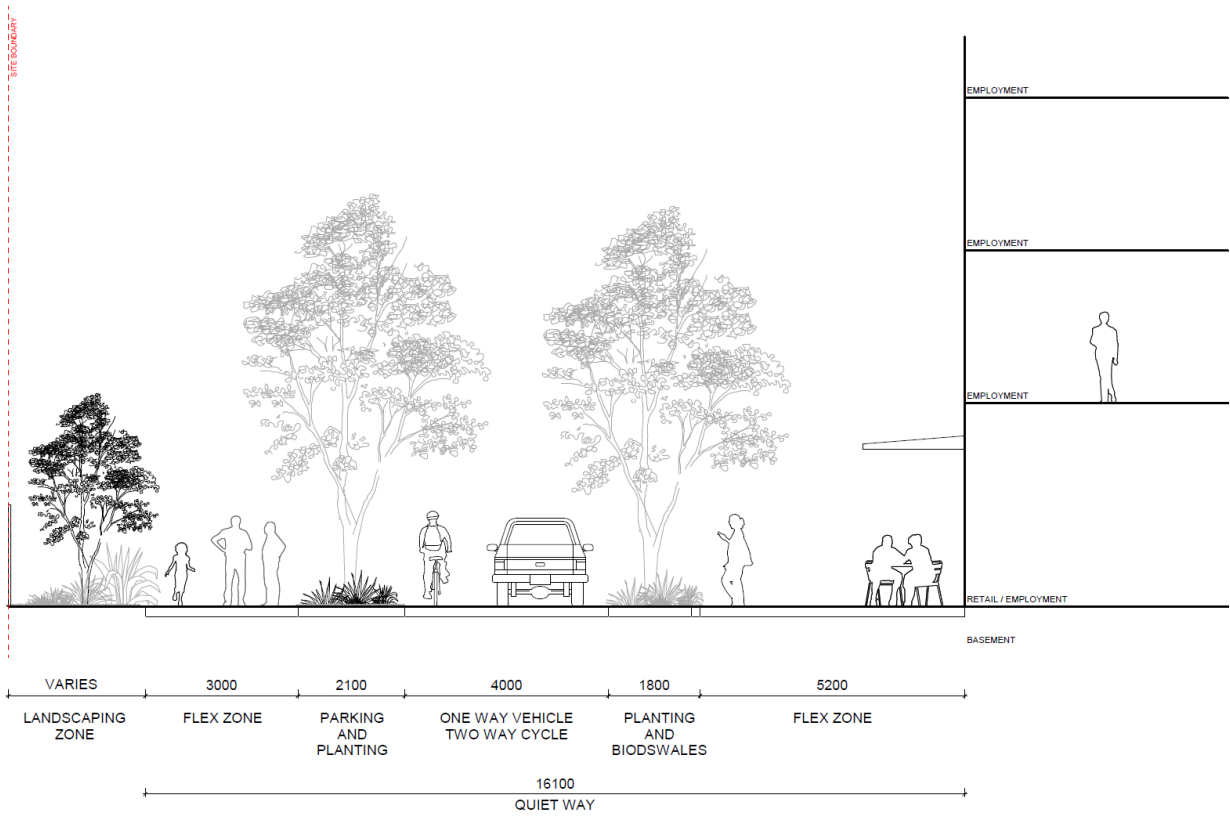 SITE BOUNDARY
EMPLOYMENT
EMPLOYMENT
EMPLOYMENT
RETAIL / EMPLOYMENT
BASEMENT
VARIES
3000
2100
4000
1800
5200
LANDSCAPING
ZONE
FLEX ZONE
PARKING
AND
PLANTING
ONE WAY VEHICLE
TWO WAY CYCLE
PLANTING
AND
BIODSWALES
FLEX ZONE
16100
QUIET WAY